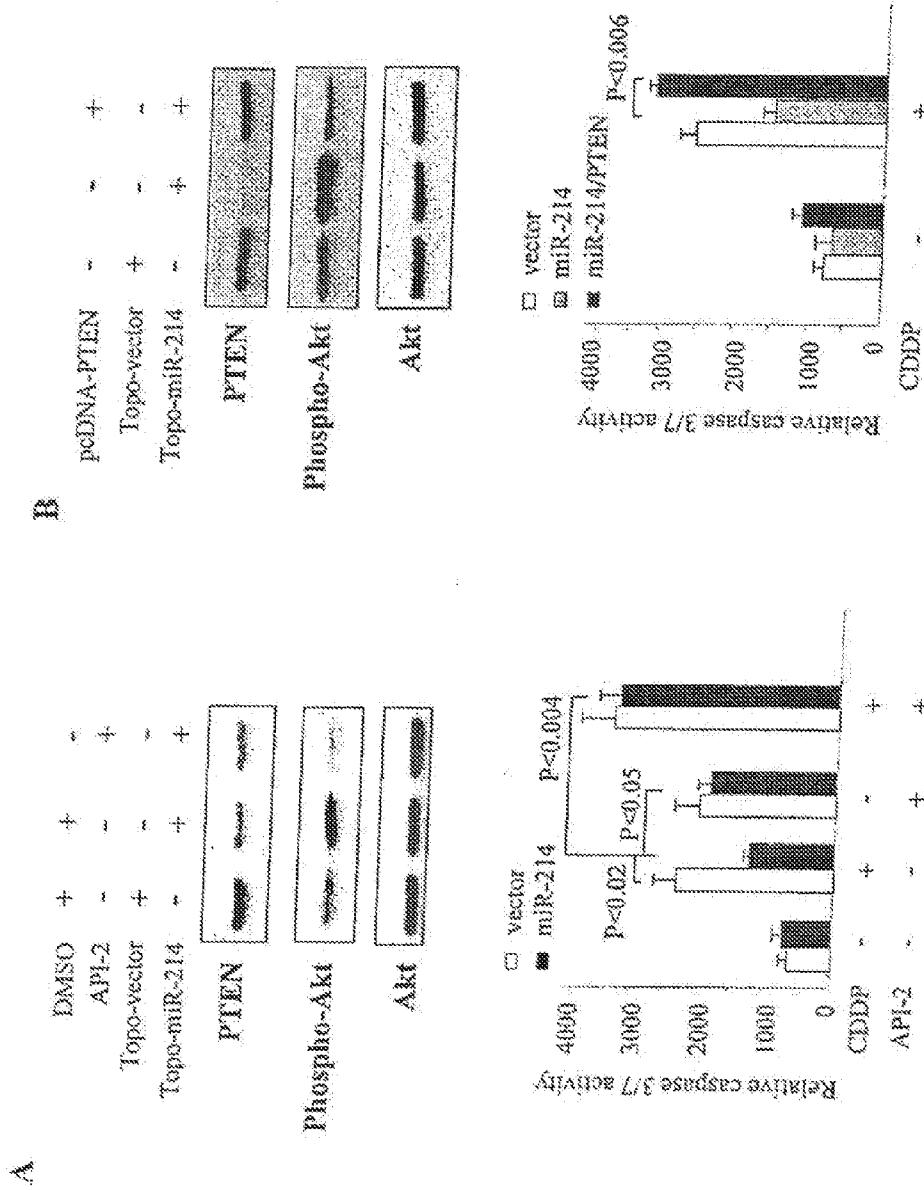 A
DMSO + + -
API-2 - - +
Topo-vector + - -
Topo-miR-214 - + +
PTEN
Phospho-Akt
Akt
Relative caspase 3/7 activity
4000
3000
2000
1000
0
vector
miR-214
P<0.02
P<0.05
P<0.004
CDDP - + - +
API-2 - - + +
B
pcDNA-PTEN - - +
Topo-vector + - -
Topo-miR-214 - + +
PTEN
Phospho-Akt
Akt
Relative caspase 3/7 activity
4000
3000
2000
1000
0
vector
miR-214
miR-214/PTEN
P<0.006
CDDP - +